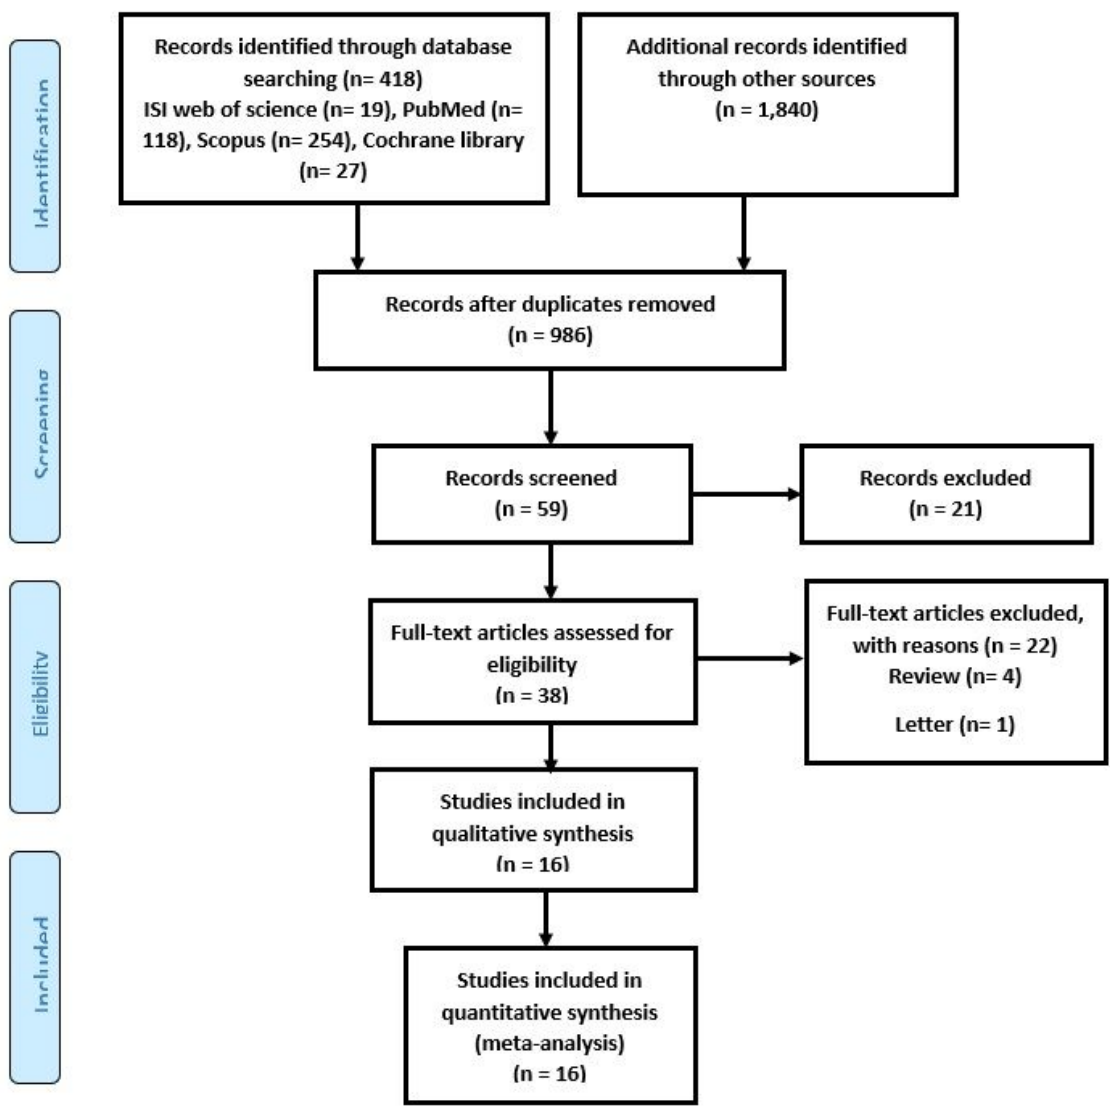 Identification
Records identified through database
searching (n= 418)
ISI web of science (n= 19), PubMed (n=
118), Scopus (n= 254), Cochrane library
(n= 27)
Additional records identified
through other sources
(n = 1,840)
Records after duplicates removed
(n = 986)
Screening
Records screened
(n = 59)
Records excluded
(n = 21)
Eligibility
Full-text articles assessed for
eligibility
(n = 38)
Full-text articles excluded,
with reasons (n = 22)
Review (n= 4)
Letter (n= 1)
Studies included in
qualitative synthesis
(n = 16)
Included
Studies included in
quantitative synthesis
(meta-analysis)
(n = 16)